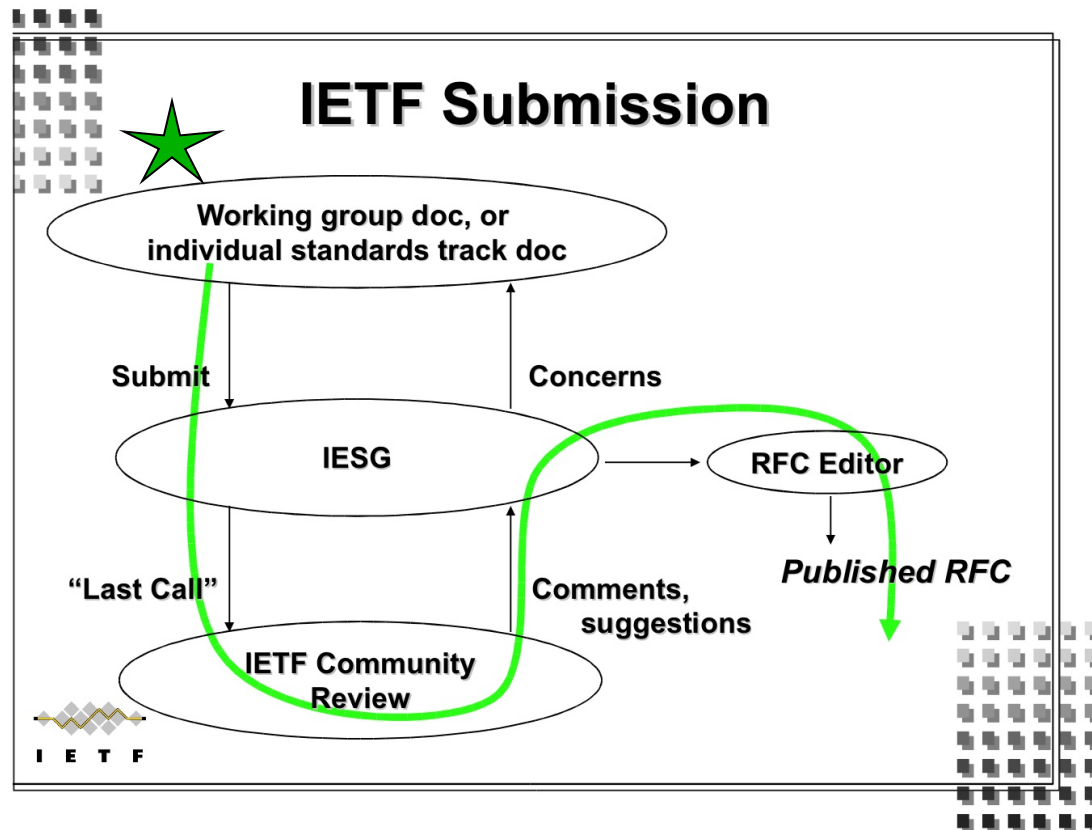 IETF Submission
Working group doc, or
individual standards track doc
Submit
Concerns
IESG
RFC Editor
“Last Call”
Comments,
suggestions
Published RFC
IETF Community
Review
I E T F